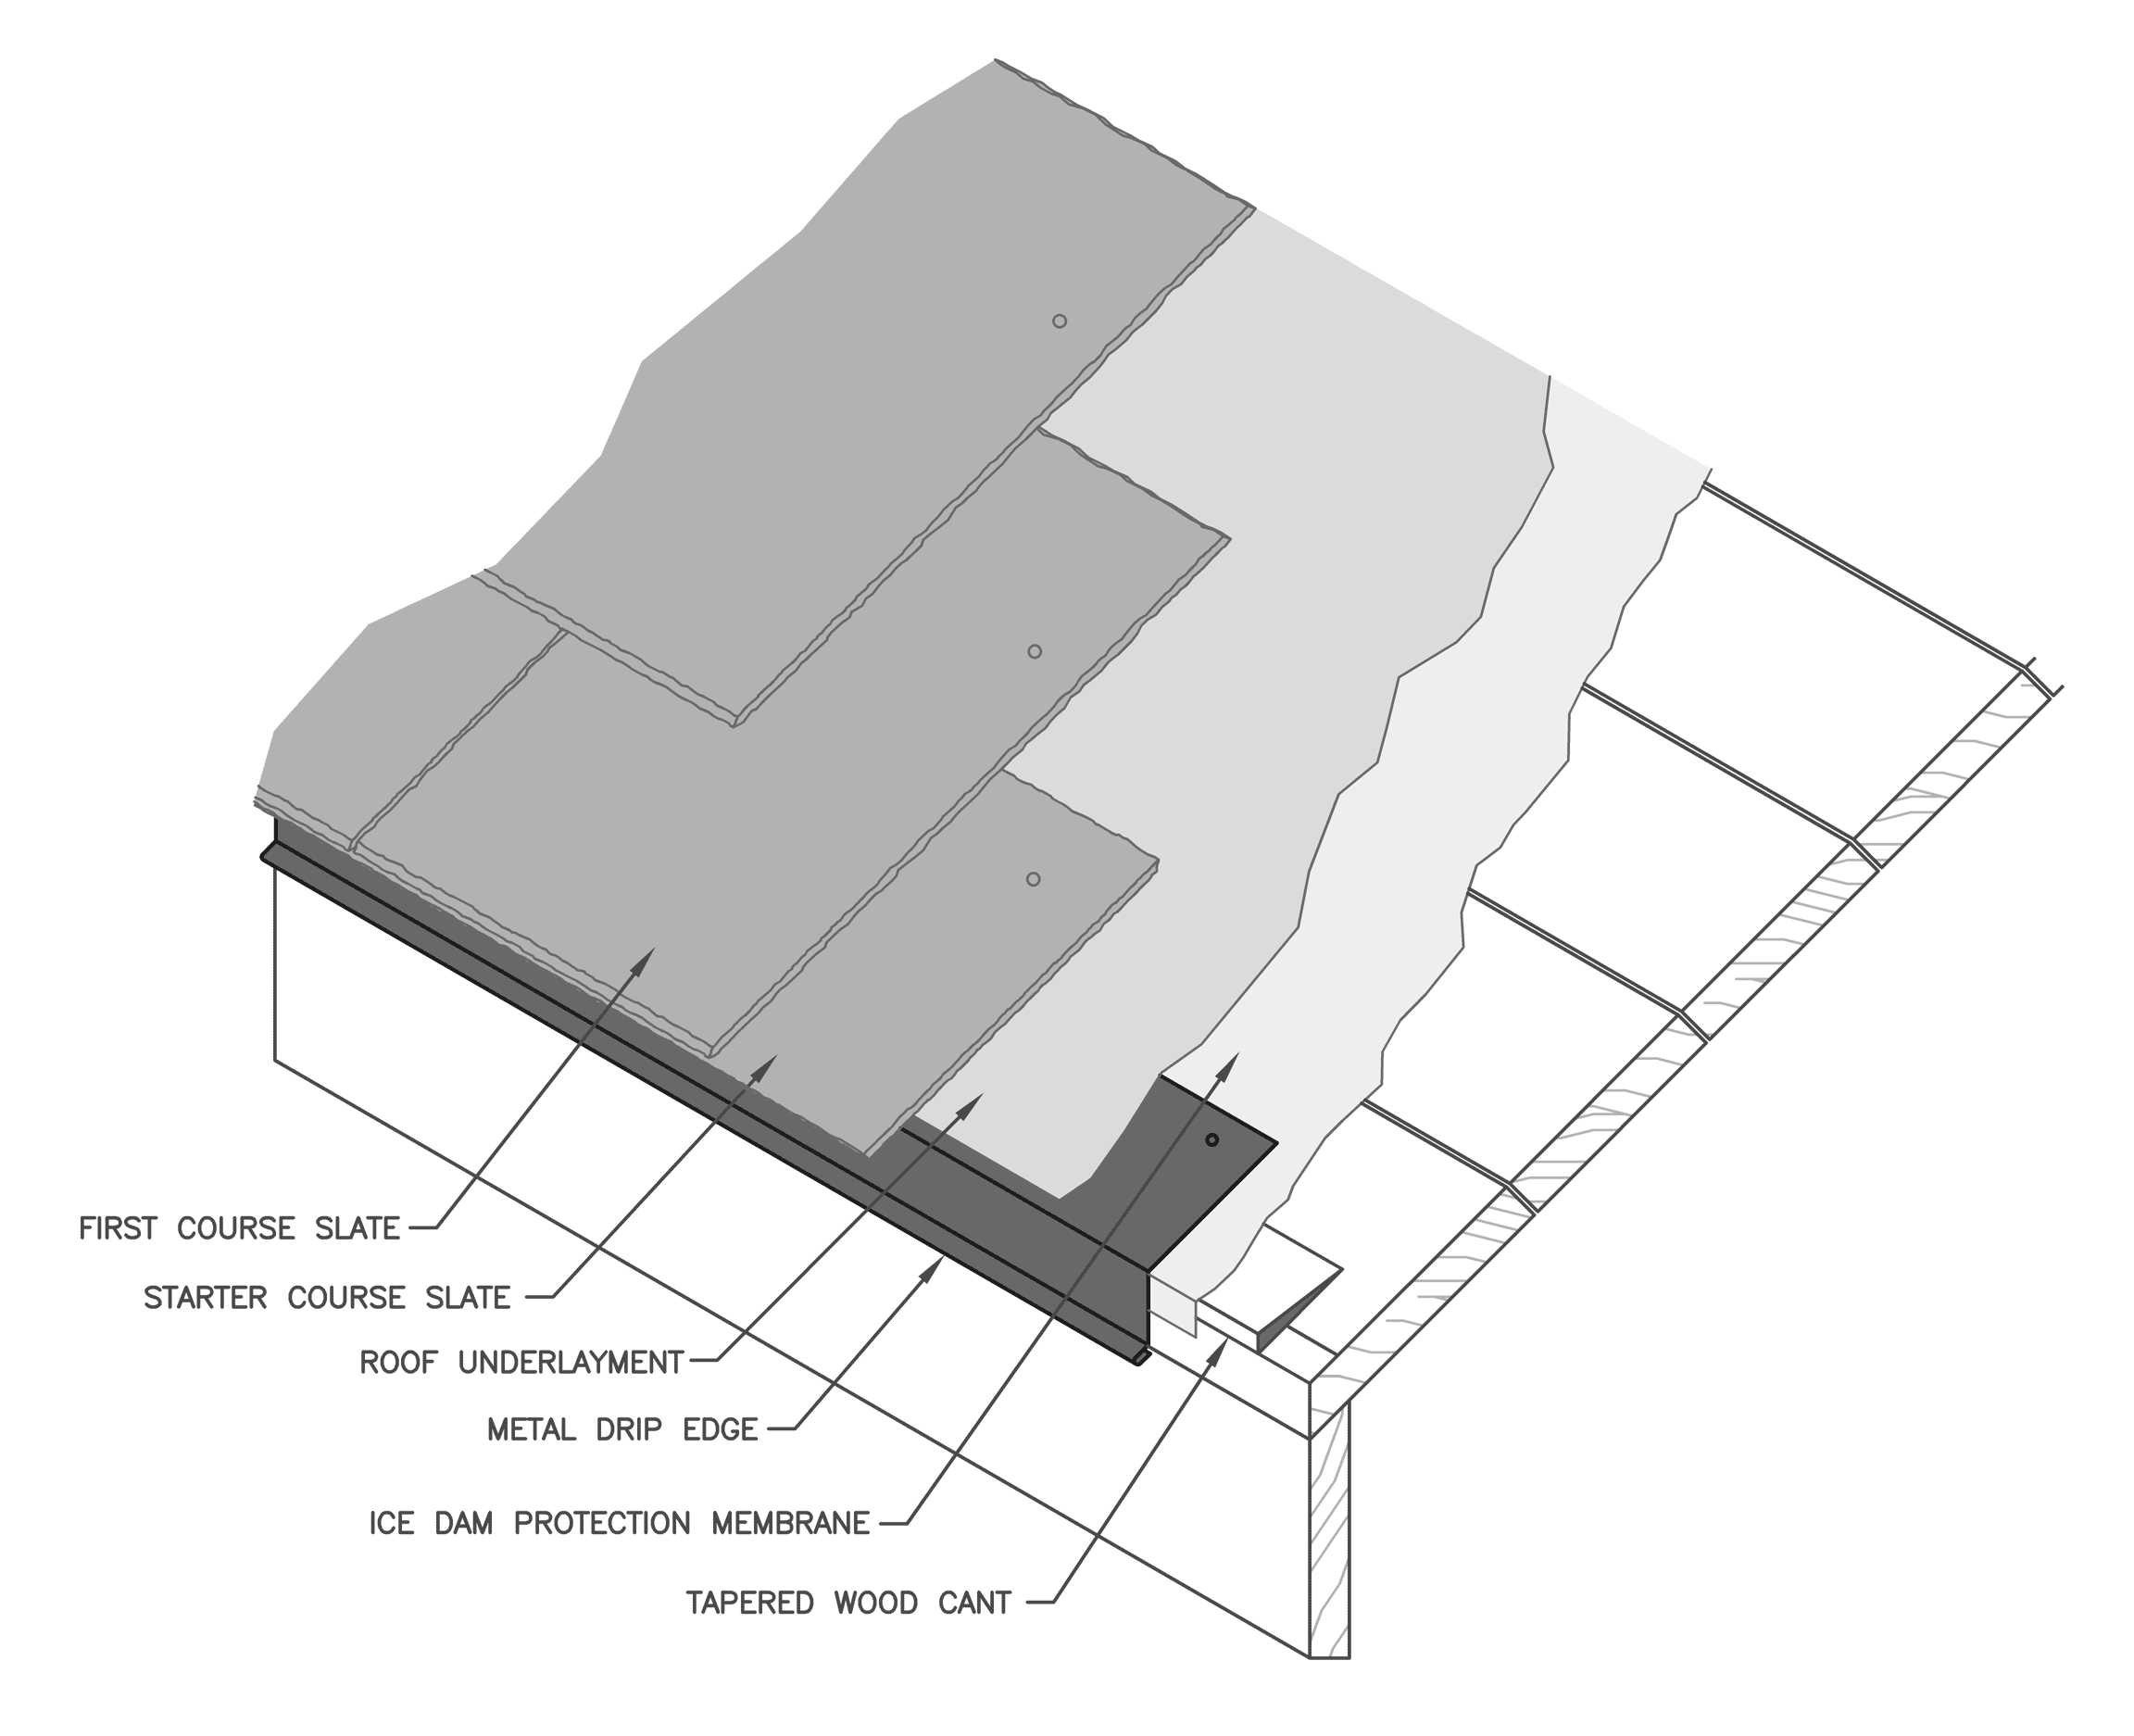 FIRST COURSE SLATE
STARTER COURSE SLATE
ROOF UNDERLAYMENT
METAL DRIP EDGE
ICE DAM PROTECTION MEMBRANE
TAPERED WOOD CANT